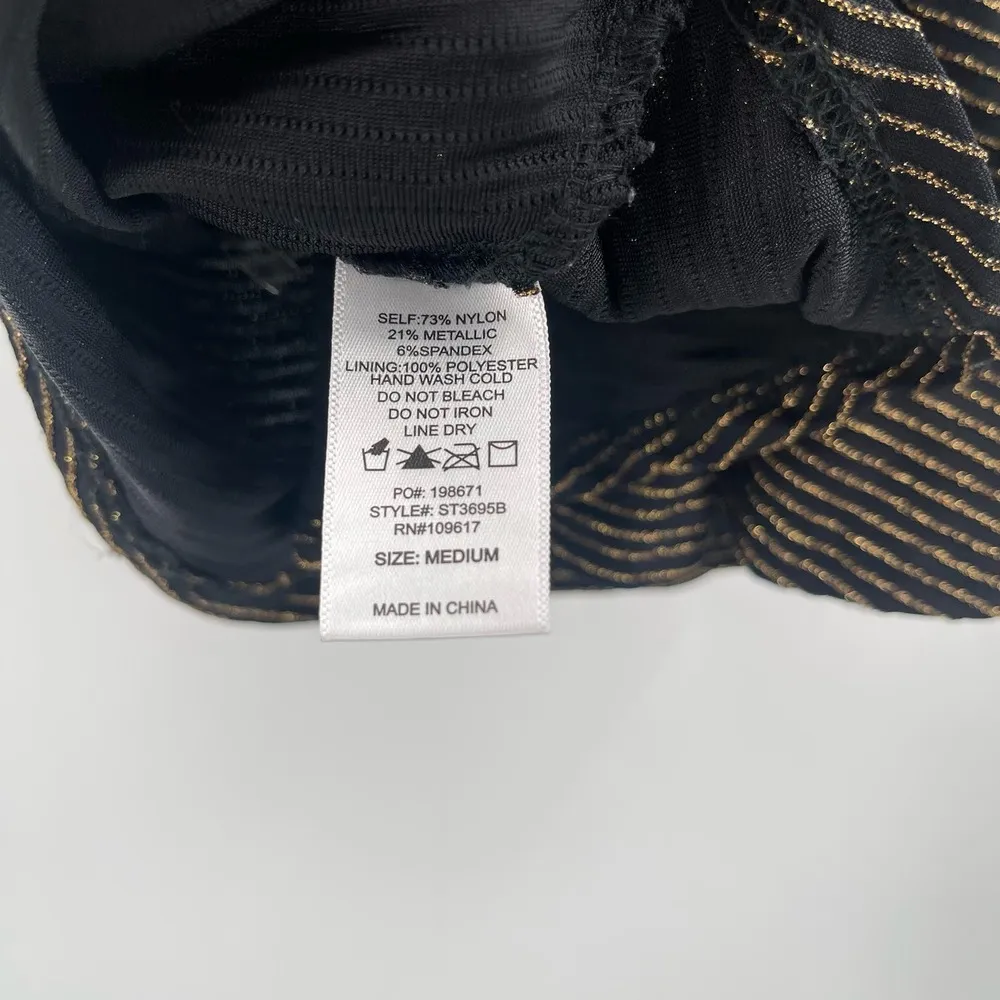 SELF:73% NYLON
21% METALLIC
6%SPANDEX
LINING:100% POLYESTER
HAND WASH COLD
DO NOT BLEACH
DO NOT IRON
LINE DRY
PO#: 198671
STYLE#: ST3695B
RN#109617
SIZE: MEDIUM
MADE IN CHINA